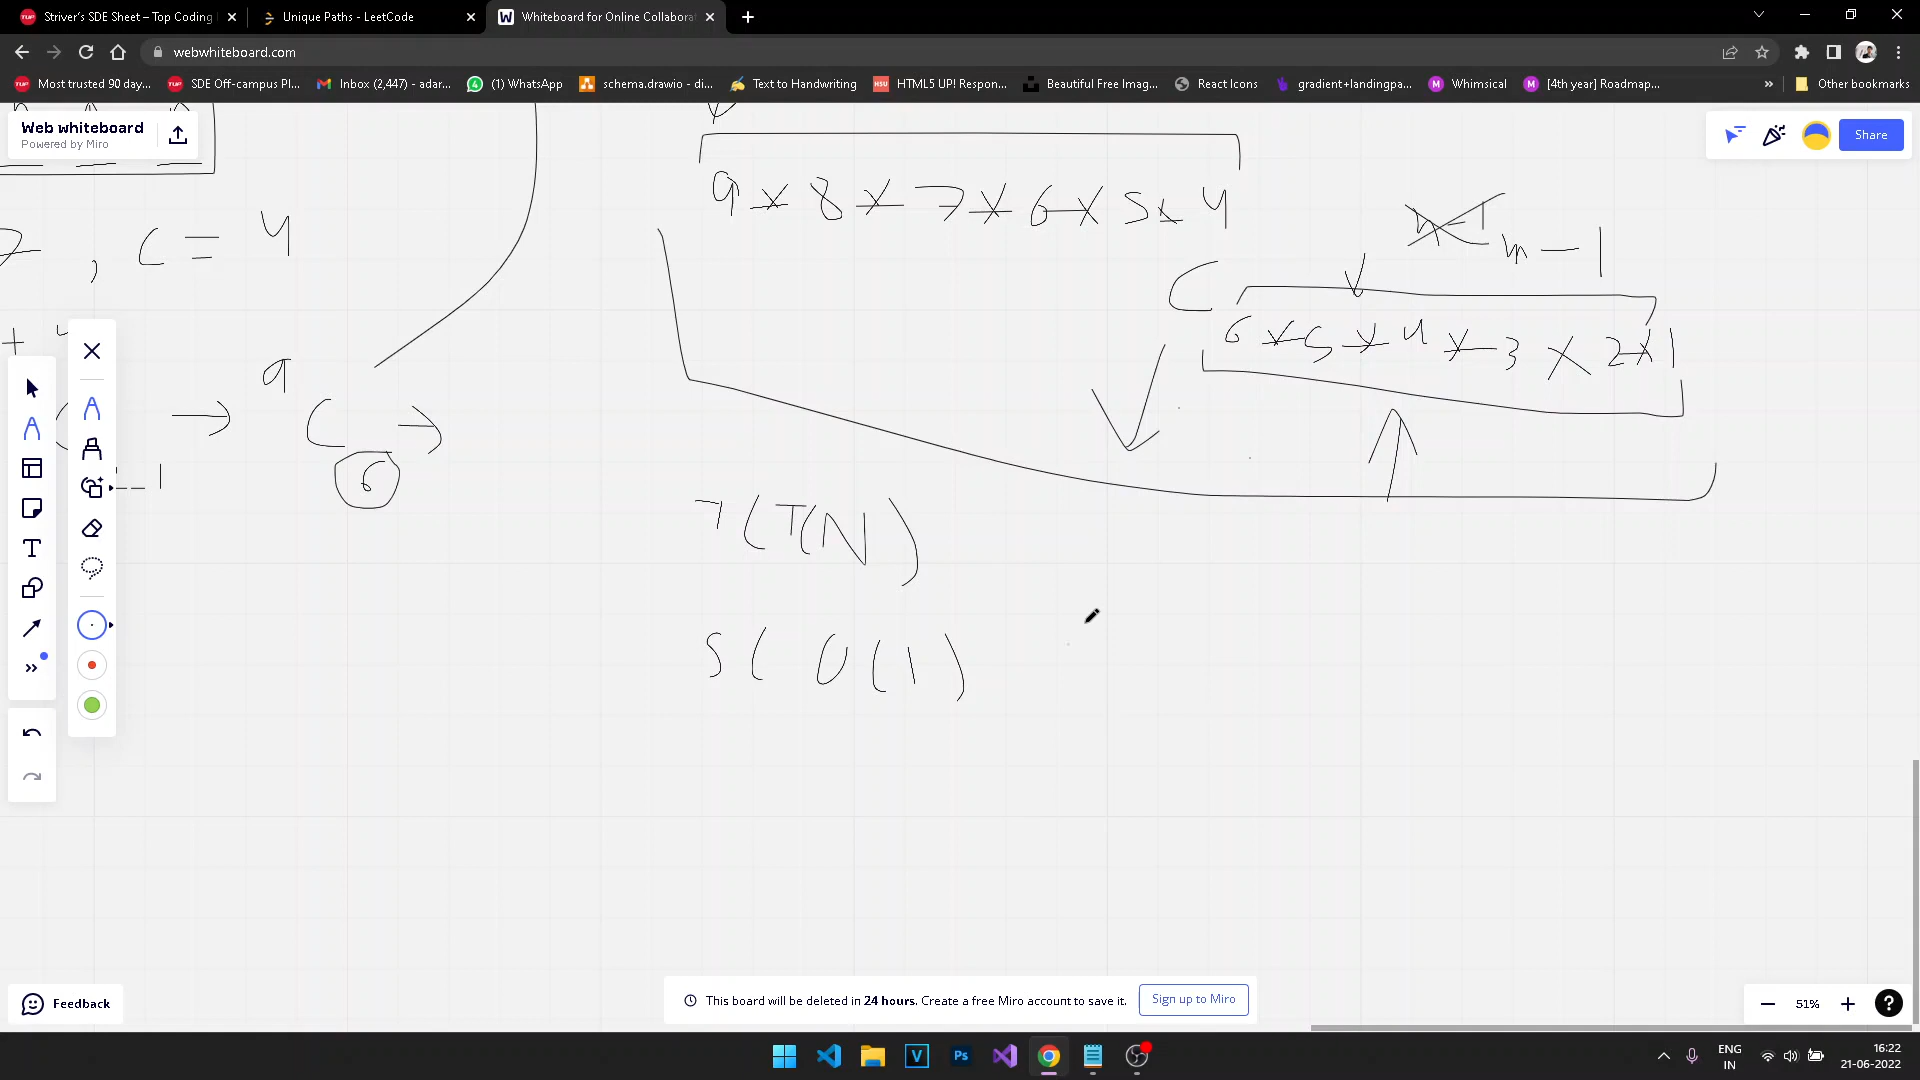 Striver's SDE Sheet – Top Coding
Unique Paths - LeetCode
Whiteboard for Online Collabora
webwhiteboard.com
Most trusted 90 day...
SDE Off-campus Pl...
Inbox (2,447) - adar...
(1) WhatsApp
schema.drawio - di...
Text to Handwriting
HTML5 UP! Respon...
Beautiful Free Imag...
React Icons
gradient+landingpa...
Whimsical
[4th year] Roadmap...
Other bookmarks
Web whiteboard
Powered by Miro
Share
9 x 8 x 7 x 6 x 5 x 4
7 , C = 4
m - 1
C
6 x 5 x 4 x 3 x 2 x 1
9
C
6
T(T(N)
S( O(1)
This board will be deleted in 24 hours. Create a free Miro account to save it.
Sign up to Miro
Feedback
51%
ENG
IN
16:22
21-06-2022